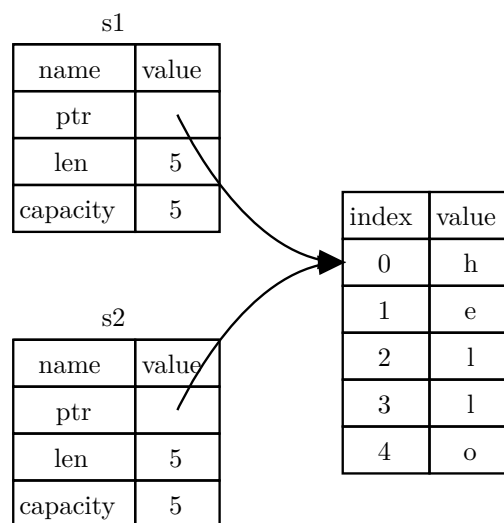 s1
name value
ptr
len 5
capacity 5
s2
name value
ptr
len 5
capacity 5
index value
0 h
1 e
2 l
3 l
4 o